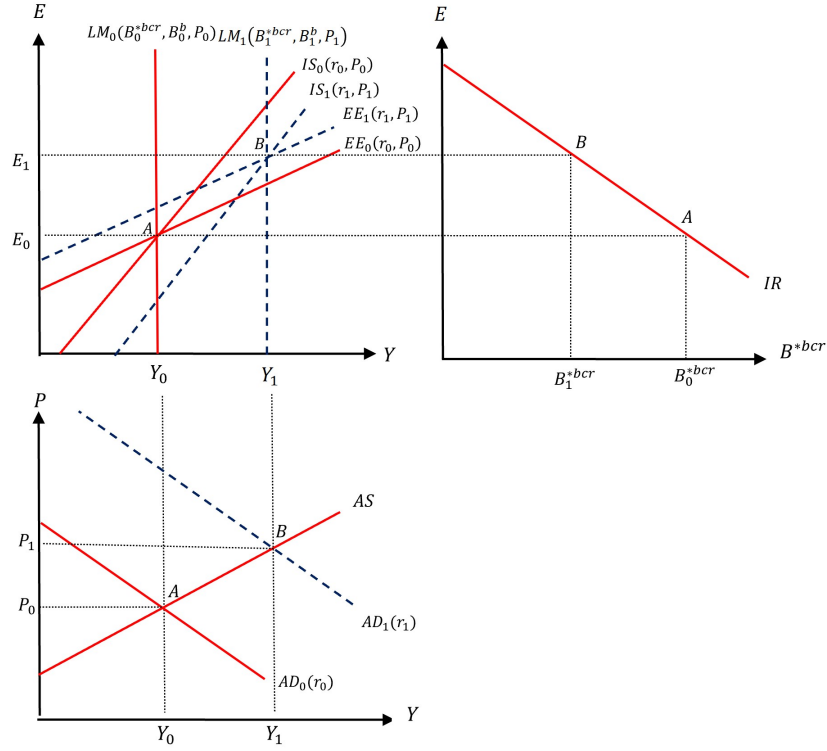 E
LM₀(B₀*ᵇᶜʳ, B₀ᵇ, P₀) LM₁(B₁*ᵇᶜʳ, B₁ᵇ, P₁)
IS₀(r₀, P₀)
IS₁(r₁, P₁)
EE₁(r₁, P₁)
EE₀(r₀, P₀)
B
E₁
A
E₀
Y
Y₀
Y₁
E
B
A
IR
B*ᵇᶜʳ
B₁*ᵇᶜʳ
B₀*ᵇᶜʳ
P
AS
B
P₁
A
P₀
AD₁(r₁)
AD₀(r₀)
Y
Y₀
Y₁